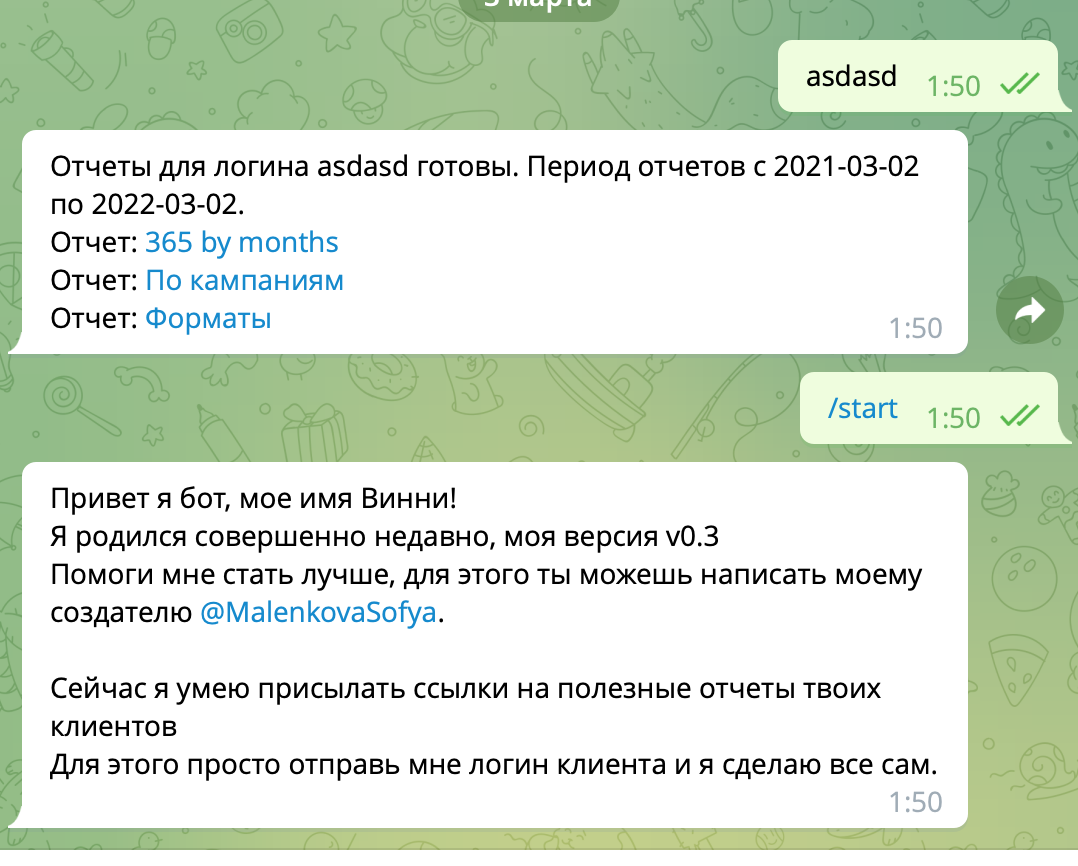 3 марта
asdasd 1:50
Отчеты для логина asdasd готовы. Период отчетов с 2021-03-02
по 2022-03-02.
Отчет: 365 by months
Отчет: По кампаниям
Отчет: Форматы
1:50
/start 1:50
Привет я бот, мое имя Винни!
Я родился совершенно недавно, моя версия v0.3
Помоги мне стать лучше, для этого ты можешь написать моему
создателю @MalenkovaSofya.
Сейчас я умею присылать ссылки на полезные отчеты твоих
клиентов
Для этого просто отправь мне логин клиента и я сделаю все сам.
1:50